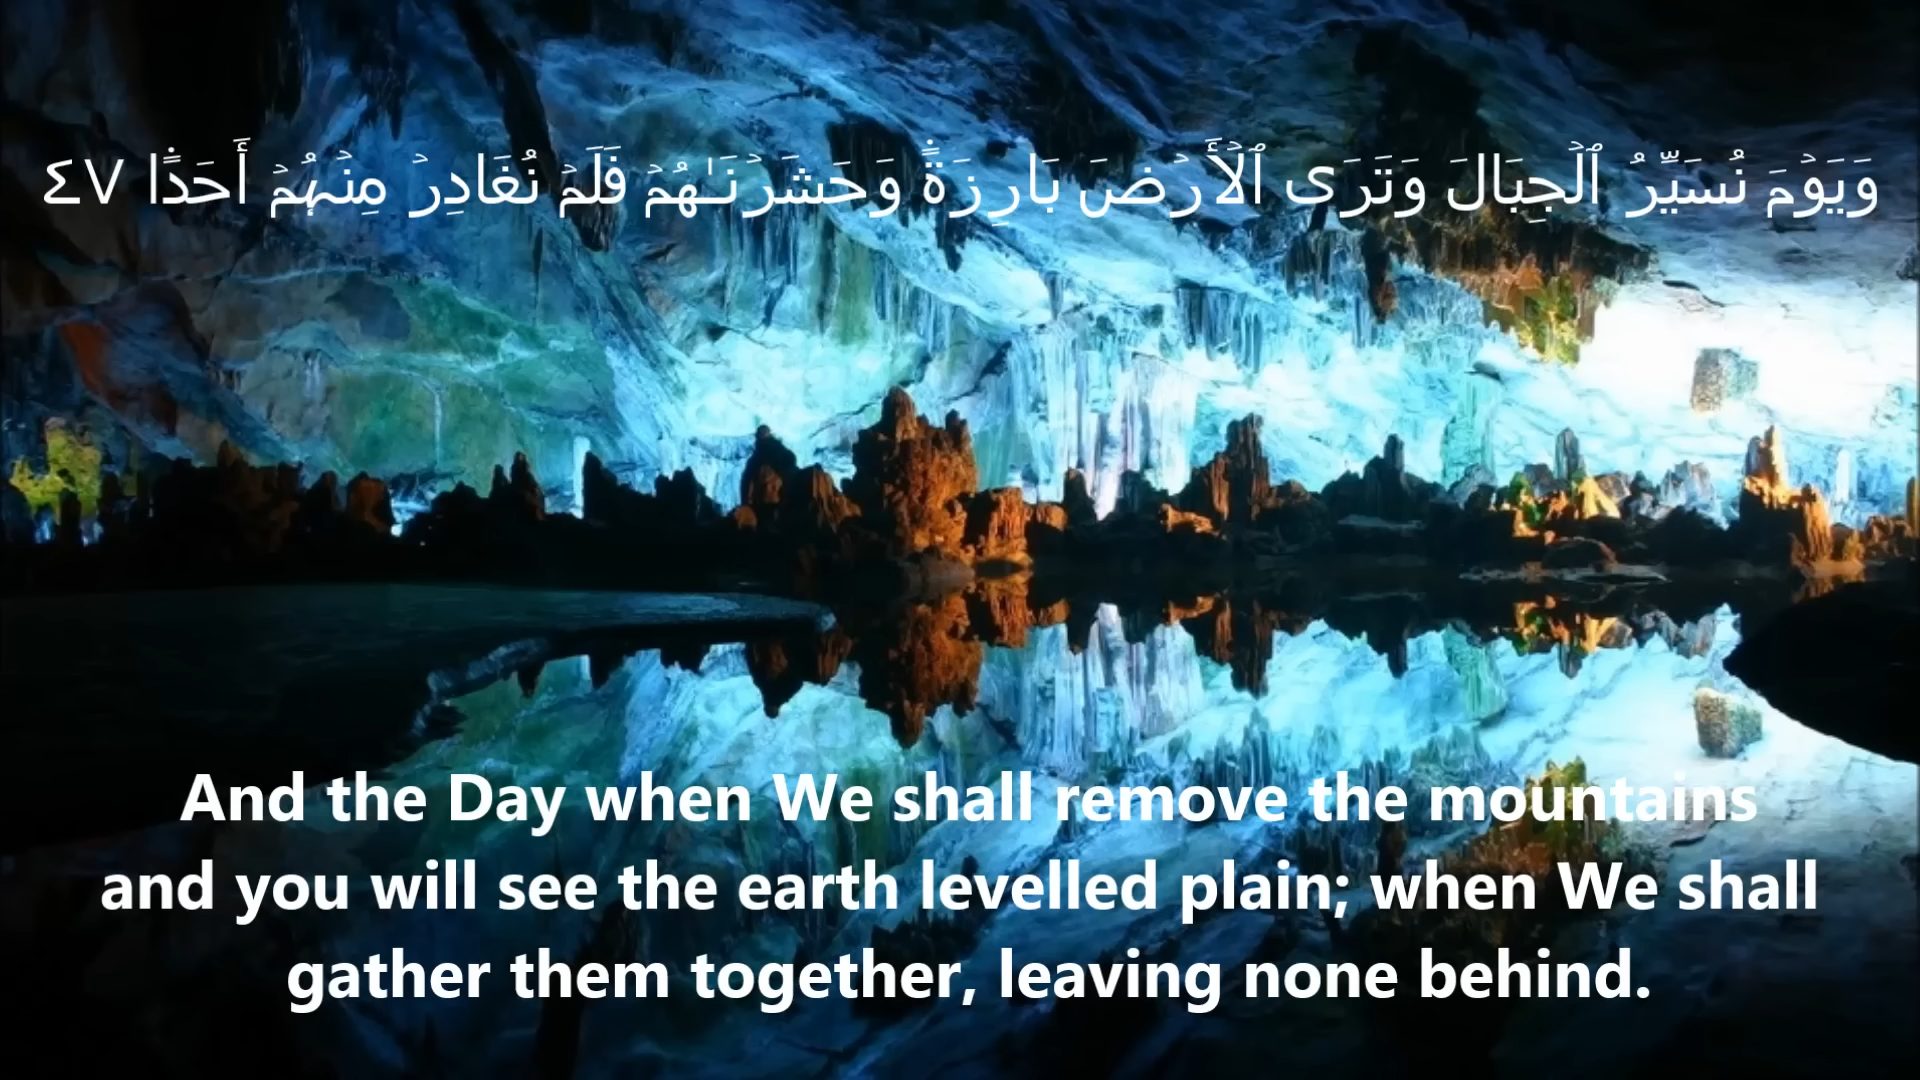 وَيَوْمَ نُسَيِّرُ ٱلْجِبَالَ وَتَرَى ٱلْأَرْضَ بَارِزَةًۭ وَحَشَرْنَـٰهُمْ فَلَمْ نُغَادِرْ مِنْهُمْ أَحَدًۭا ٤٧
And the Day when We shall remove the mountains
and you will see the earth levelled plain; when We shall
gather them together, leaving none behind.